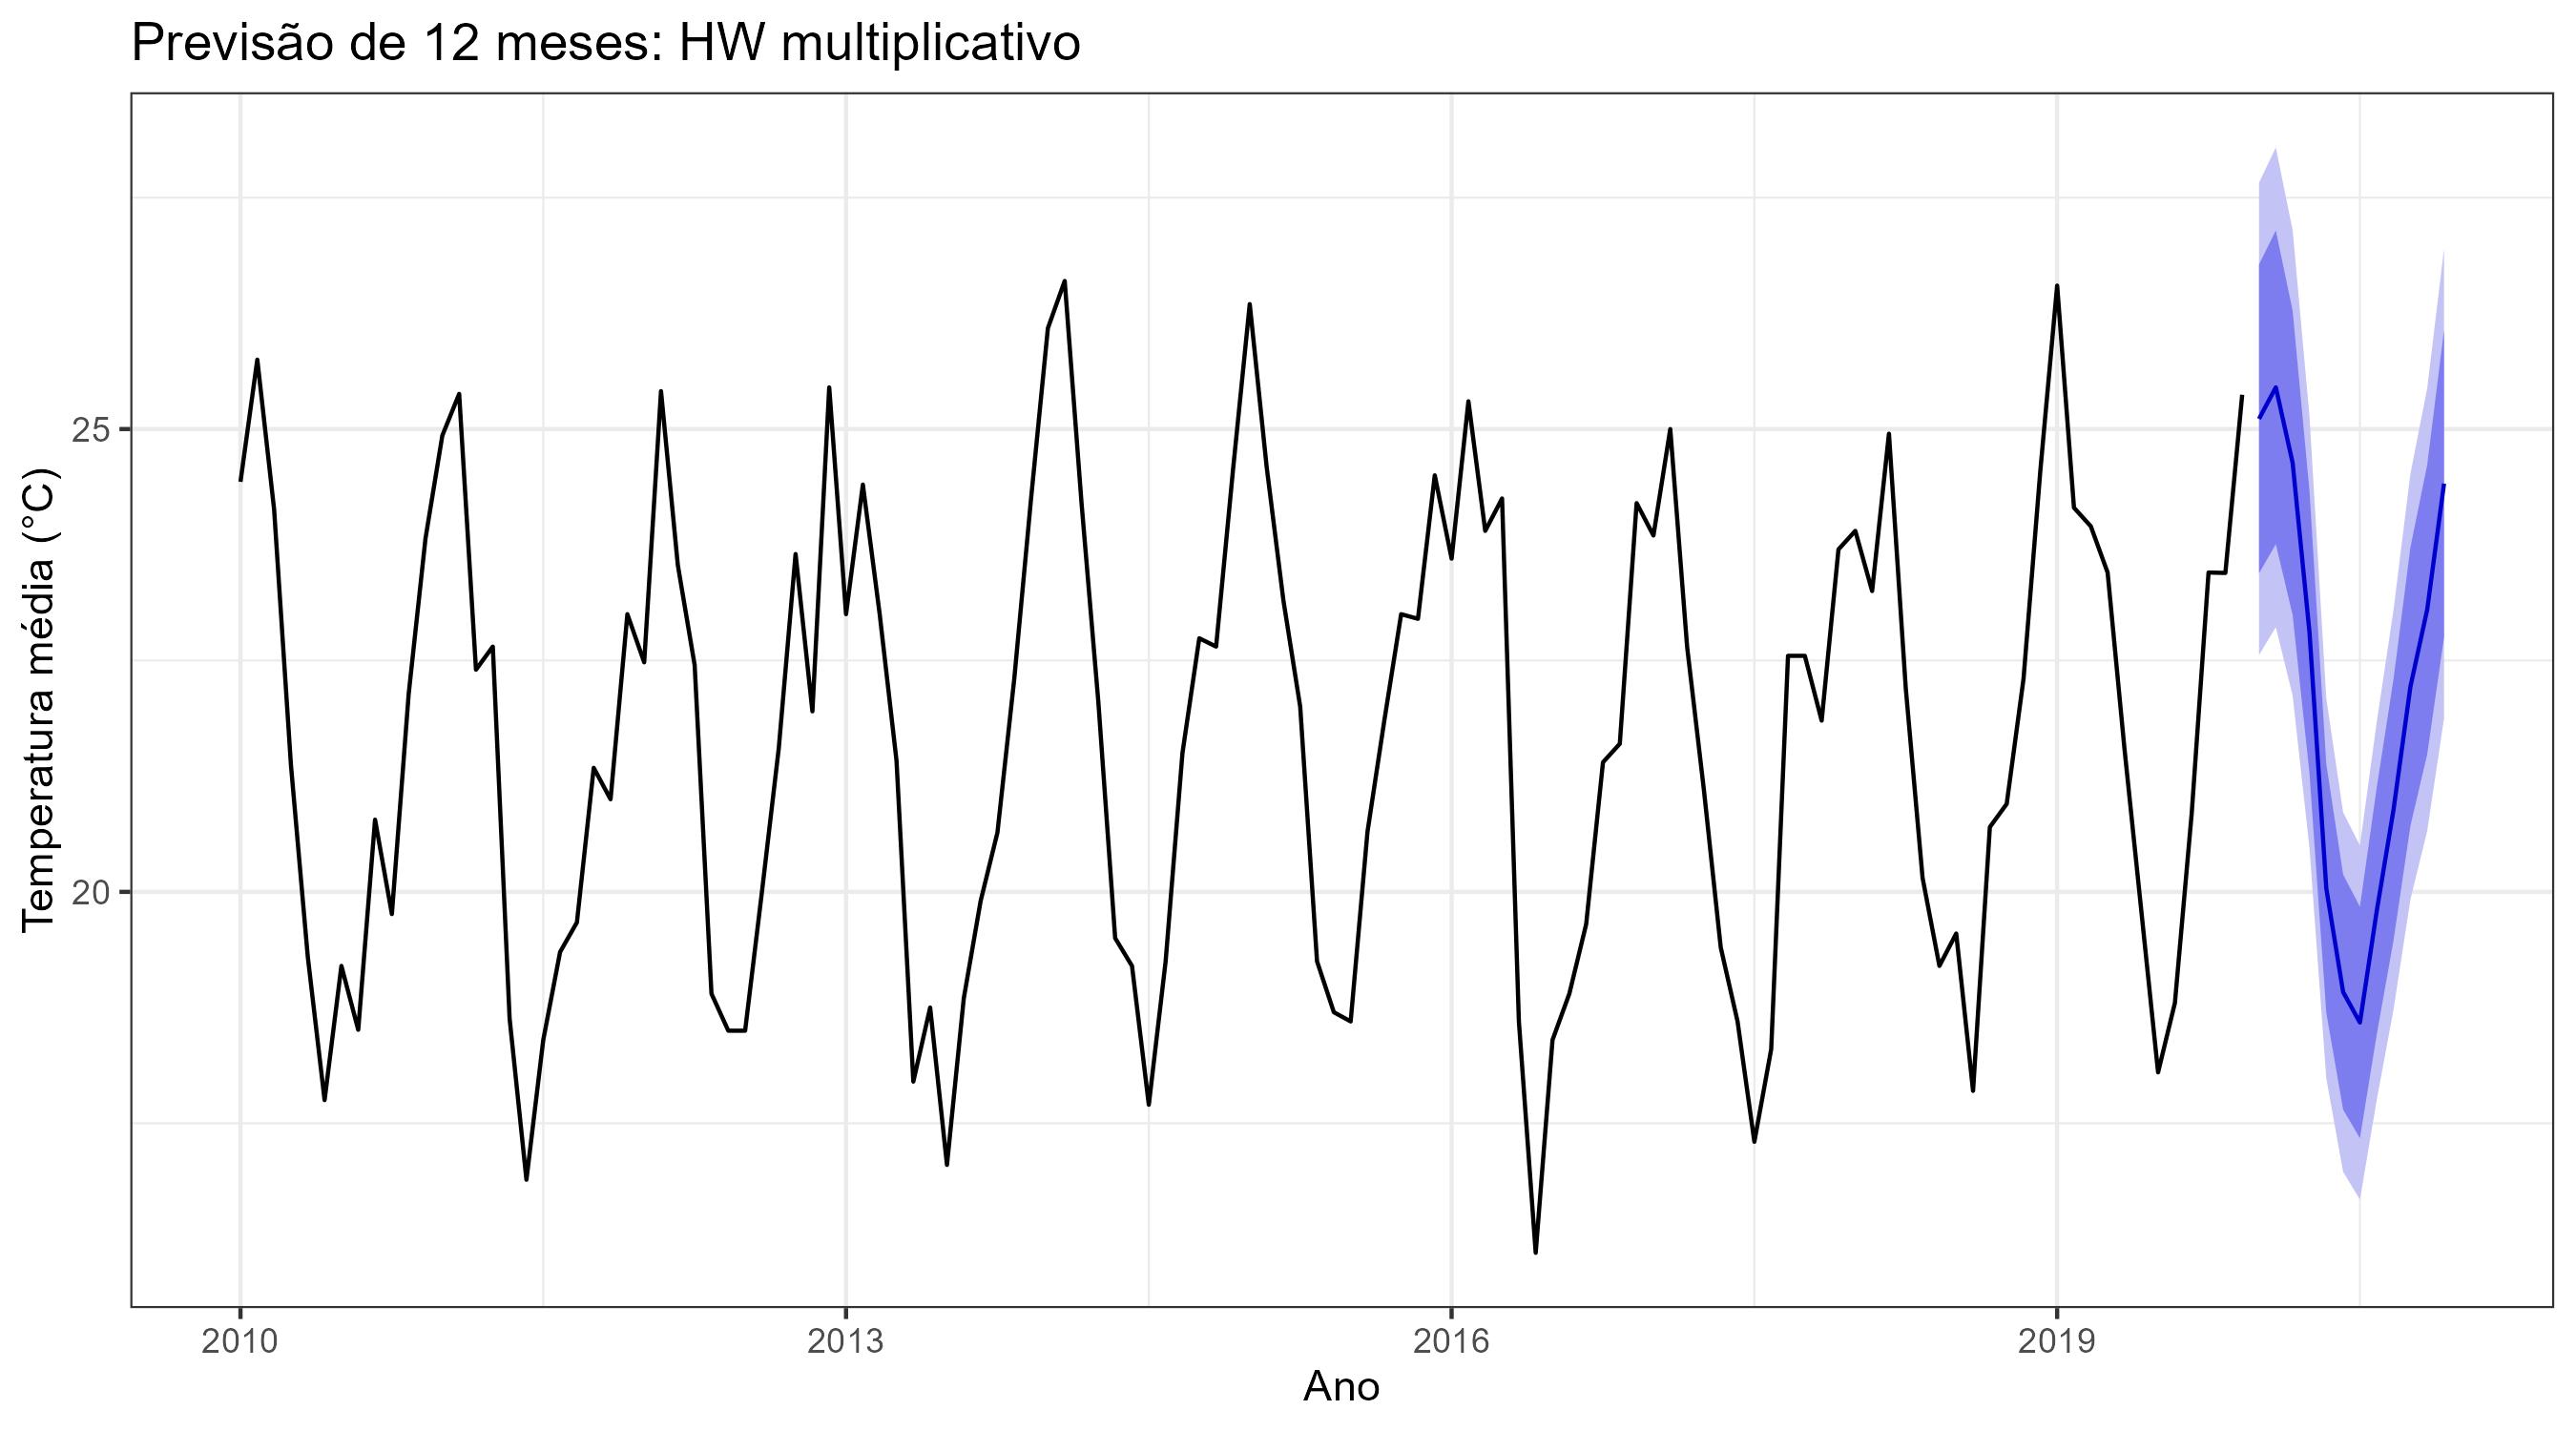 Previsão de 12 meses: HW multiplicativo
Temperatura média (°C)
25
20
2010
2013
2016
2019
Ano